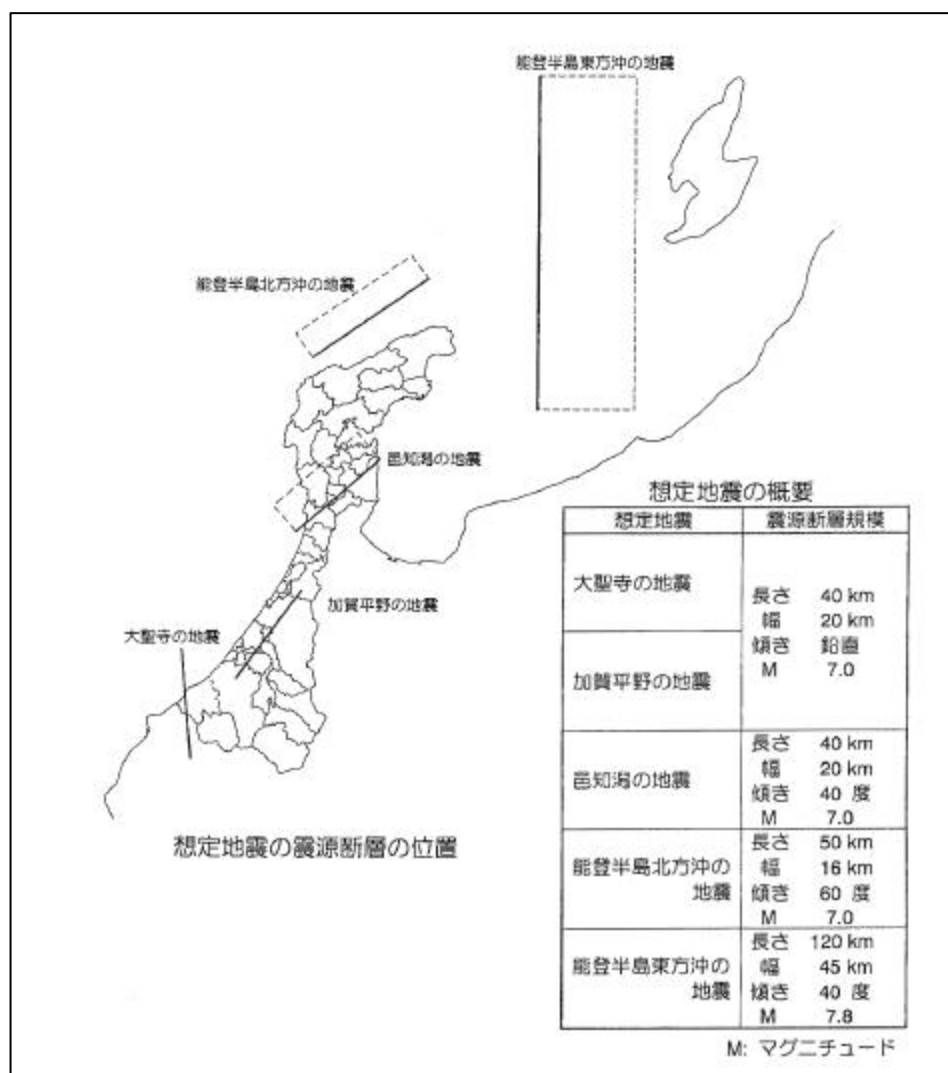 能登半島東方沖の地震
能登半島北方沖の地震
邑知潟の地震
加賀平野の地震
大聖寺の地震
想定地震の震源断層の位置
想定地震の概要
想定地震 震源断層規模
大聖寺の地震
加賀平野の地震
長さ 40 km
幅 20 km
傾き 鉛直
M 7.0
邑知潟の地震
長さ 40 km
幅 20 km
傾き 40 度
M 7.0
能登半島北方沖の
地震
長さ 50 km
幅 16 km
傾き 60 度
M 7.0
能登半島東方沖の
地震
長さ 120 km
幅 45 km
傾き 40 度
M 7.8
M: マグニチュード